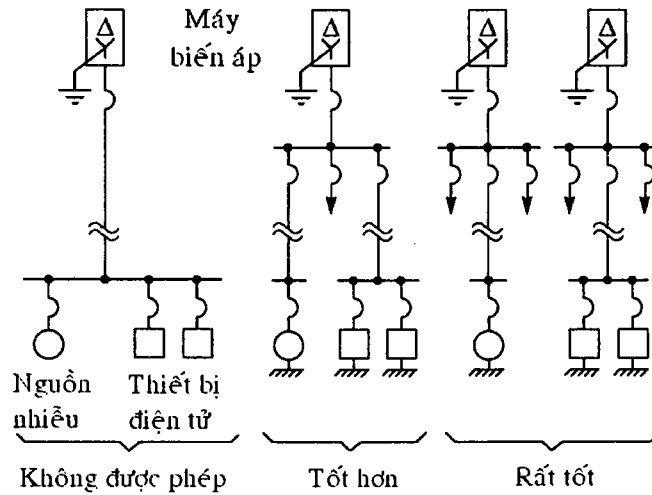 Máy
biến áp
Δ
Δ
Δ
Δ
Nguồn
nhiễu
Thiết bị
điện tử
Không được phép
Tốt hơn
Rất tốt